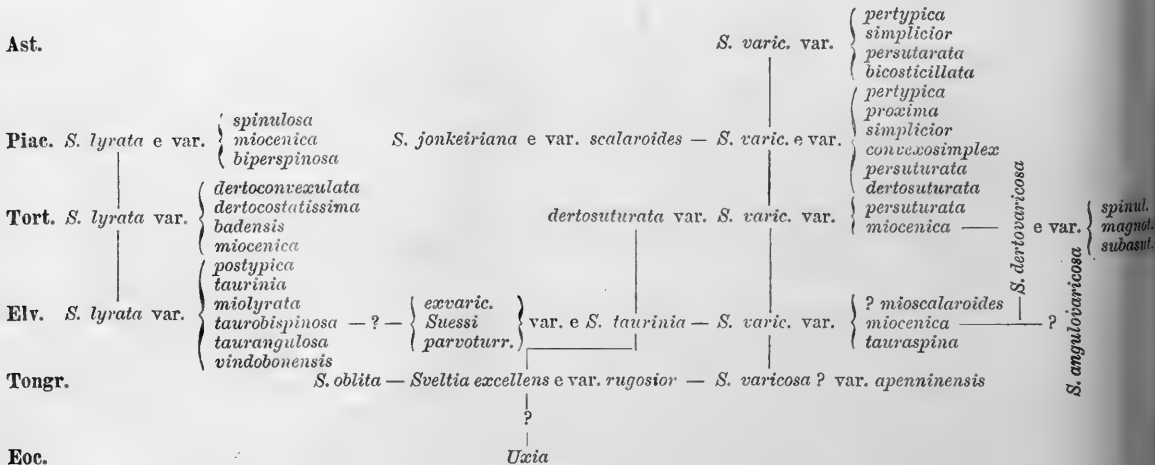 pertypica
simplicior
Ast. S. varic. var.
persutarata
bicosticillata
pertypica
proxima
spinulosa
simplicior
Piac. S. lyrata e var. miocenica S. jonkeiriana e var. scalaroides — S. varic. e var.
convexosimplex
biperspinosa
persuturata
dertosuturata
dertoconvexulata
dertocostatissima
persuturata
spinul.
Tort. S. lyrata var. dertosuturata var. S. varic. var.
badensis
miocenica — S. dertovaricosa e var. magnot.
miocenica
subasut.
postypica
taurinia
exvaric.
? mioscalaroides
miolyrata
Elv. S. lyrata var. taurobispinosa — ? — Suessi var. e S. taurinia — S. varic. var. miocenica — ?
taurangulosa
parvoturr.
tauraspina
vindobonensis
S. angulovaricosa
Tongr. S. oblita — Sveltia excellens e var. rugosior — S. varicosa ? var. apenninensis
?
Eoc. Uxia